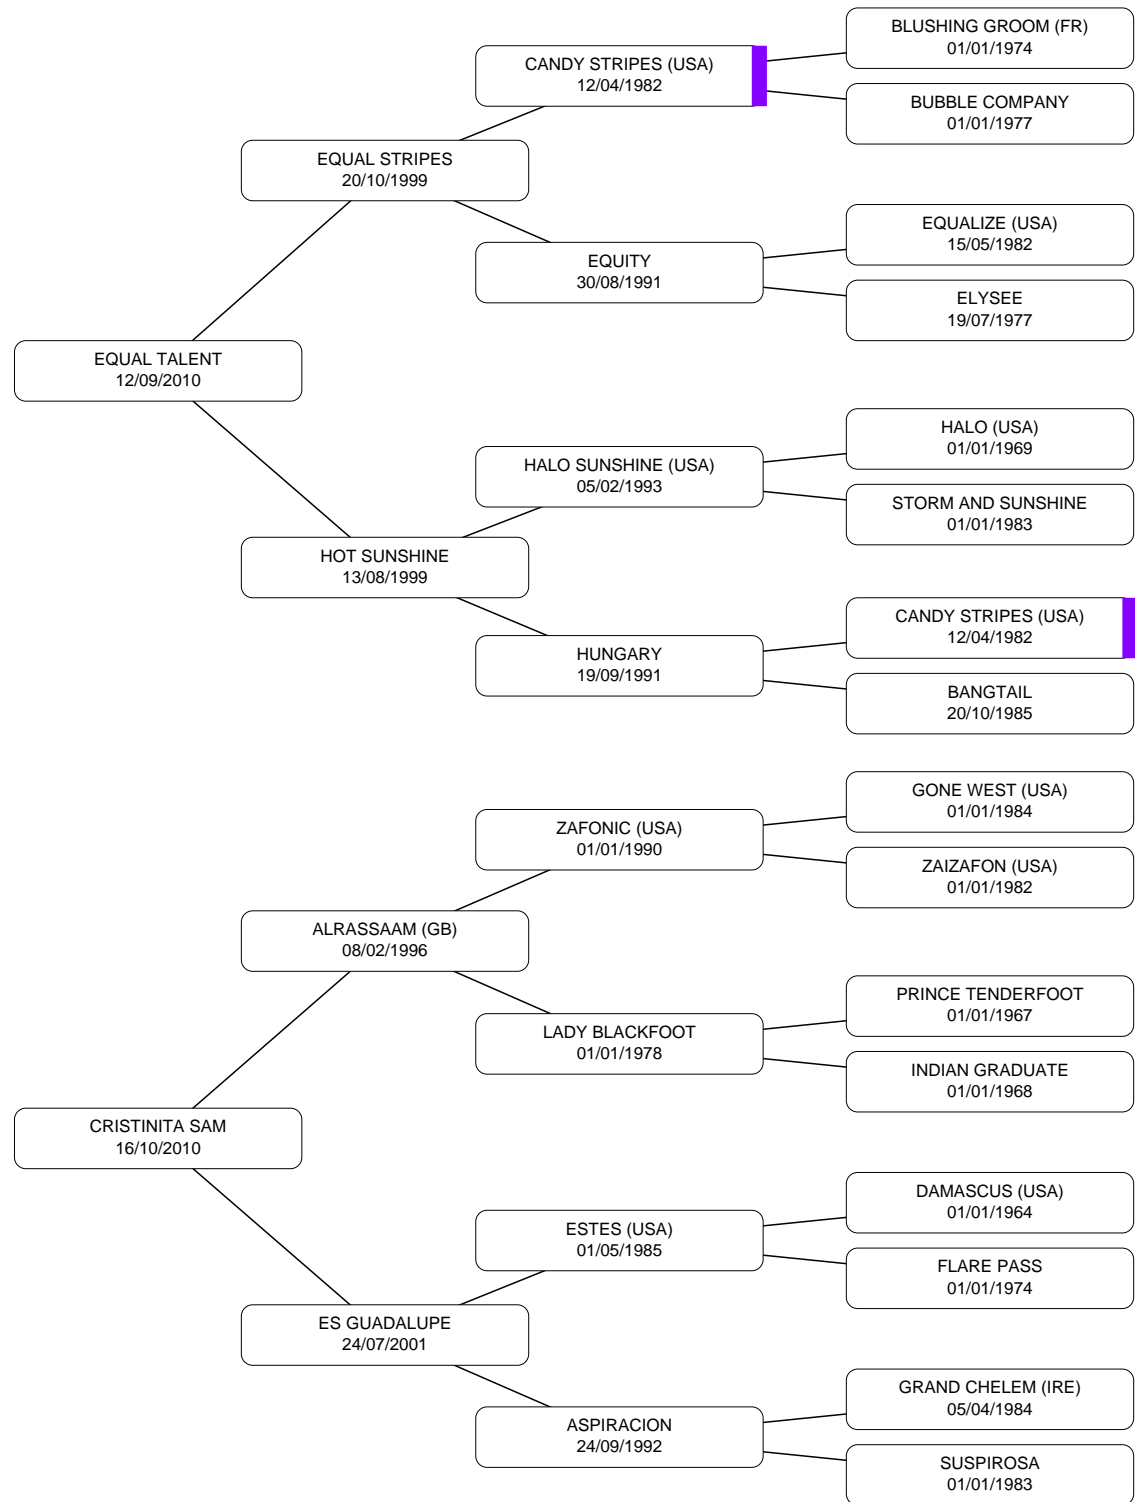 BLUSHING GROOM (FR)
01/01/1974
CANDY STRIPES (USA)
12/04/1982
BUBBLE COMPANY
01/01/1977
EQUAL STRIPES
20/10/1999
EQUALIZE (USA)
15/05/1982
EQUITY
30/08/1991
ELYSEE
19/07/1977
EQUAL TALENT
12/09/2010
HALO (USA)
01/01/1969
HALO SUNSHINE (USA)
05/02/1993
STORM AND SUNSHINE
01/01/1983
HOT SUNSHINE
13/08/1999
CANDY STRIPES (USA)
12/04/1982
HUNGARY
19/09/1991
BANGTAIL
20/10/1985
GONE WEST (USA)
01/01/1984
ZAFONIC (USA)
01/01/1990
ZAIZAFON (USA)
01/01/1982
ALRASSAAM (GB)
08/02/1996
PRINCE TENDERFOOT
01/01/1967
LADY BLACKFOOT
01/01/1978
INDIAN GRADUATE
01/01/1968
CRISTINITA SAM
16/10/2010
DAMASCUS (USA)
01/01/1964
ESTES (USA)
01/05/1985
FLARE PASS
01/01/1974
ES GUADALUPE
24/07/2001
GRAND CHELEM (IRE)
05/04/1984
ASPIRACION
24/09/1992
SUSPIROSA
01/01/1983